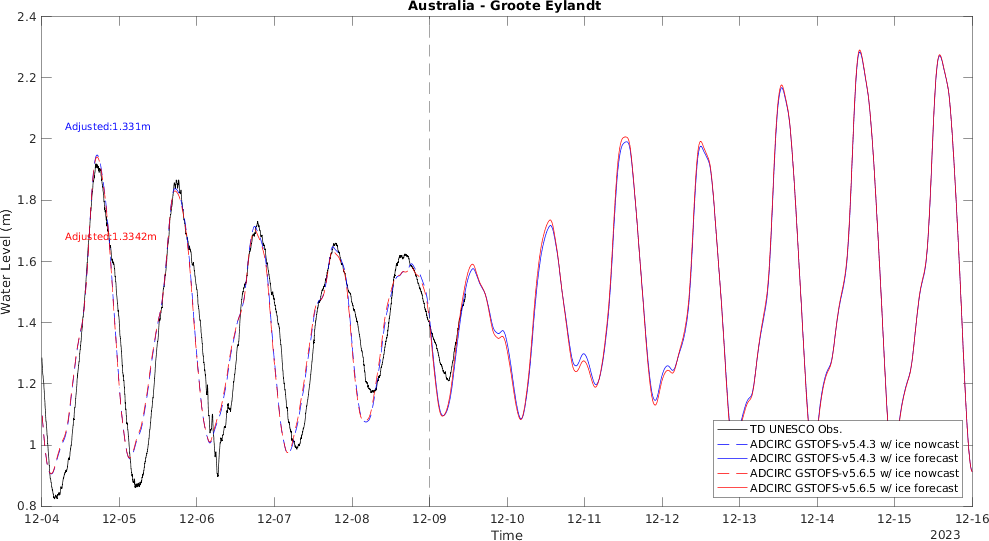 Australia - Groote Eylandt
2.4
2.2
2
1.8
1.6
1.4
1.2
1
0.8
Water Level (m)
Adjusted:1.331m
Adjusted:1.3342m
TD UNESCO Obs.
ADCIRC GSTOFS-v5.4.3 w/ ice nowcast
ADCIRC GSTOFS-v5.4.3 w/ ice forecast
ADCIRC GSTOFS-v5.6.5 w/ ice nowcast
ADCIRC GSTOFS-v5.6.5 w/ ice forecast
12-04 12-05 12-06 12-07 12-08 12-09 12-10 12-11 12-12 12-13 12-14 12-15 12-16
Time
2023